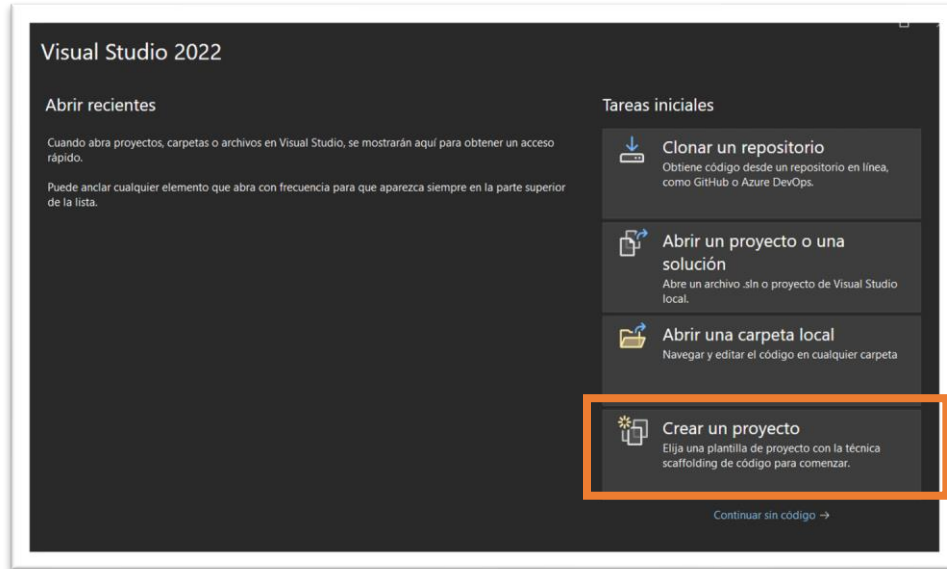 Visual Studio 2022
Abrir recientes
Cuando abra proyectos, carpetas o archivos en Visual Studio, se mostrarán aquí para obtener un acceso
rápido.
Puede anclar cualquier elemento que abra con frecuencia para que aparezca siempre en la parte superior
de la lista.
Tareas iniciales
Clonar un repositorio
Obtiene código desde un repositorio en línea,
como GitHub o Azure DevOps.
Abrir un proyecto o una
solución
Abre un archivo .sln o proyecto de Visual Studio
local.
Abrir una carpeta local
Navegar y editar el código en cualquier carpeta
Crear un proyecto
Elija una plantilla de proyecto con la técnica
scaffolding de código para comenzar.
Continuar sin código →